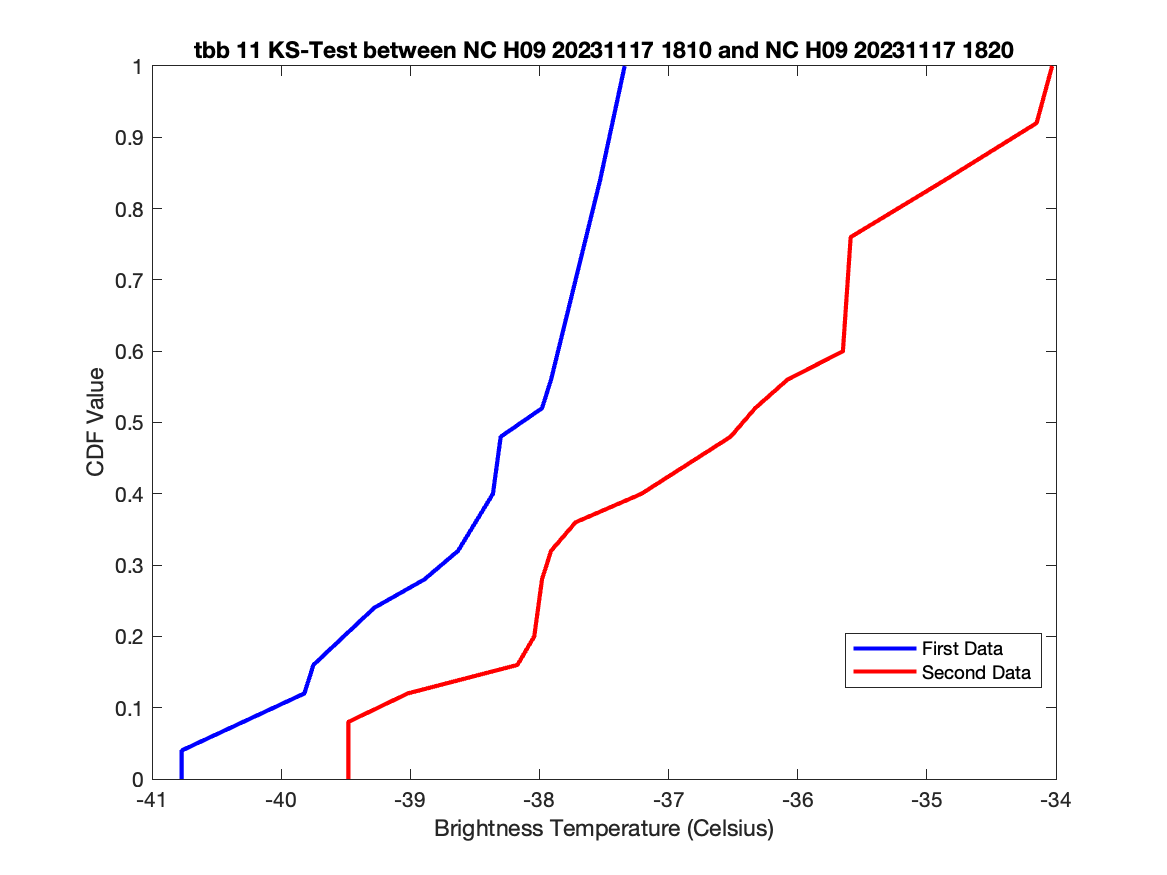 tbb 11 KS-Test between NC H09 20231117 1810 and NC H09 20231117 1820
1
0.9
0.8
0.7
0.6
0.5
0.4
0.3
0.2
0.1
0
CDF Value
First Data
Second Data
-41 -40 -39 -38 -37 -36 -35 -34
Brightness Temperature (Celsius)